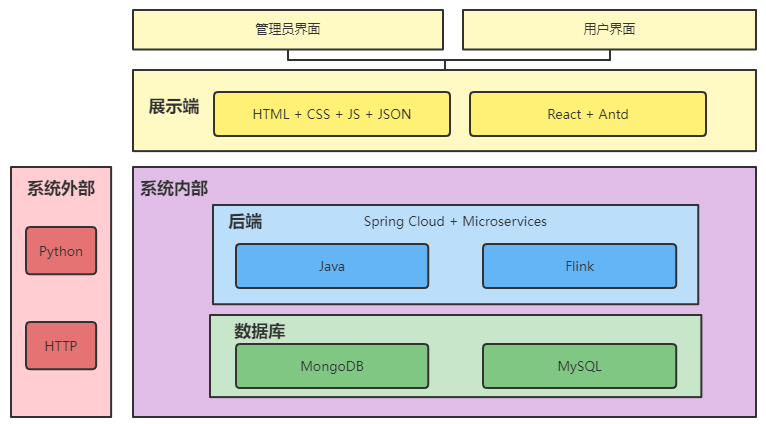 管理员界面
用户界面
展示端
HTML + CSS + JS + JSON
React + Antd
系统外部
Python
HTTP
系统内部
后端
Spring Cloud + Microservices
Java
Flink
数据库
MongoDB
MySQL